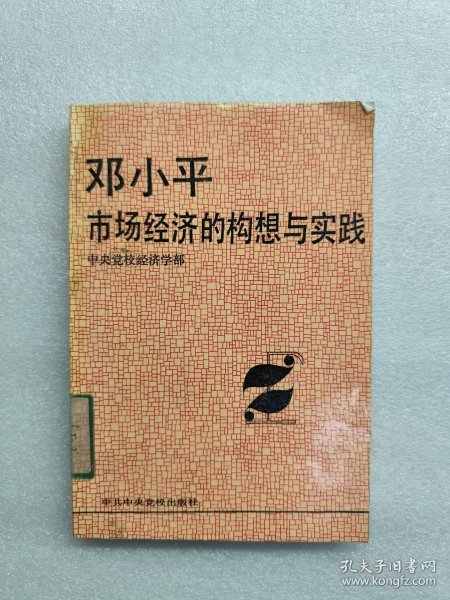 邓小平
市场经济的构想与实践
中央党校经济学部
中共中央党校出版社
孔夫子旧书网
www.kongfz.com